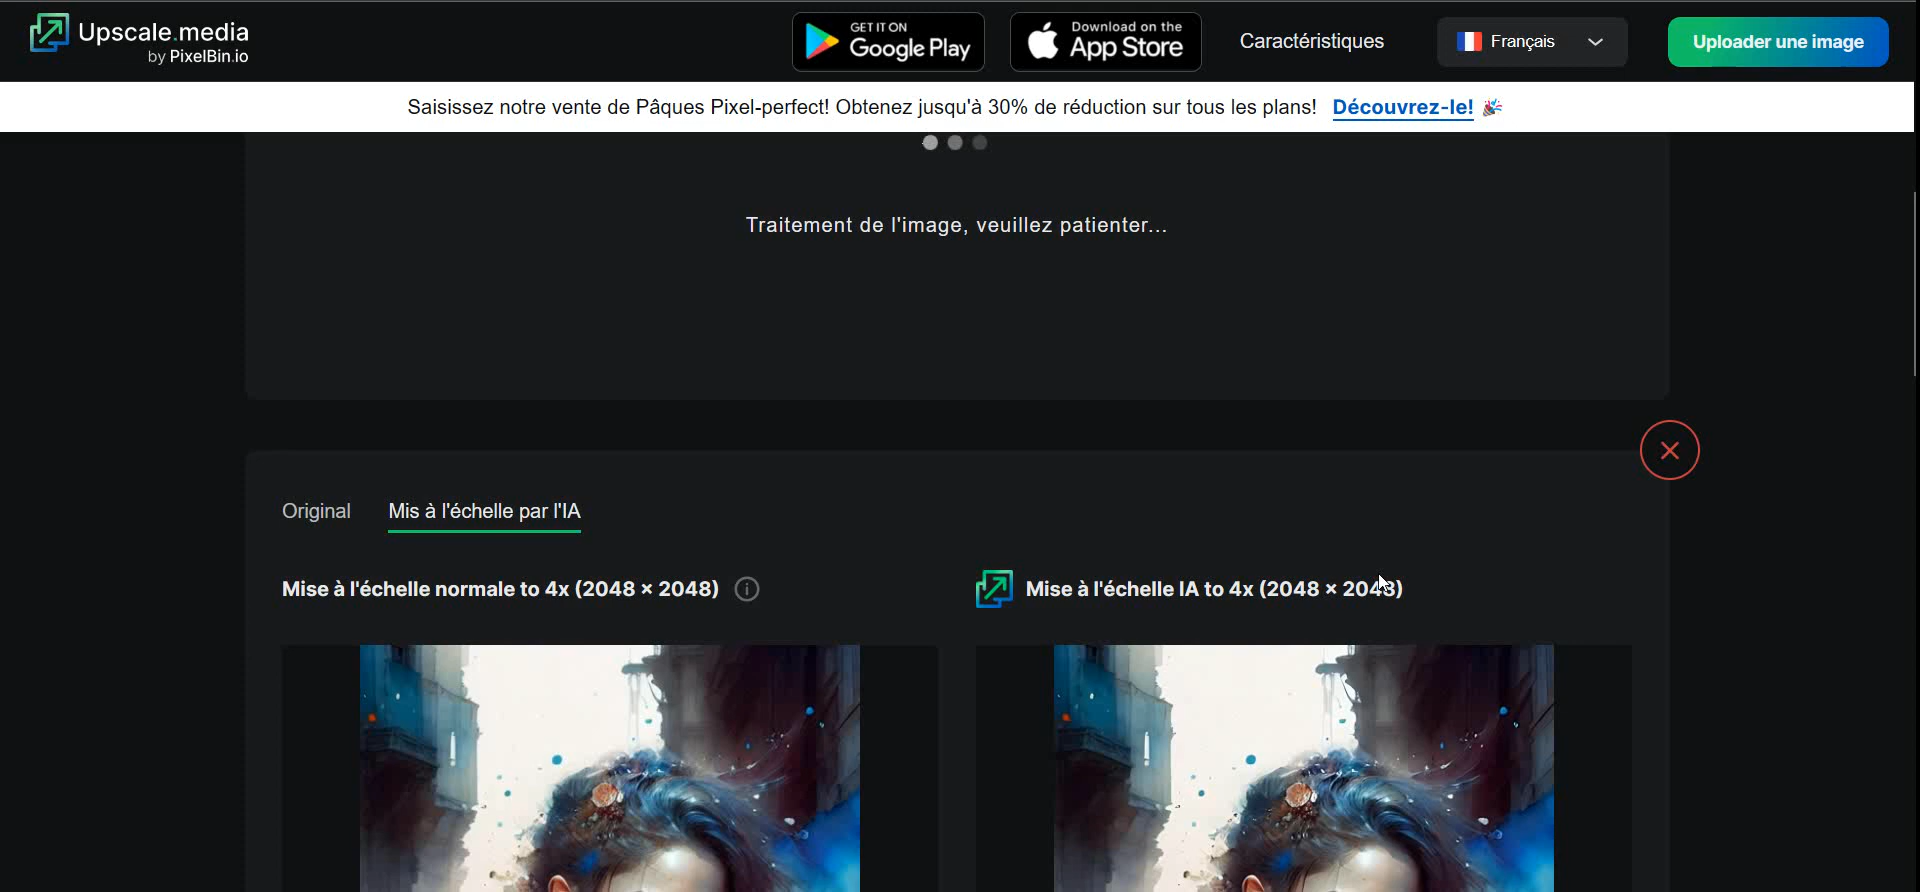 Upscale.media
by PixelBin.io
GET IT ON
Google Play
Download on the
App Store
Caractéristiques
Français
Uploader une image
Saisissez notre vente de Pâques Pixel-perfect! Obtenez jusqu'à 30% de réduction sur tous les plans! Découvrez-le!
Traitement de l'image, veuillez patienter...
Original
Mis à l'échelle par l'IA
Mise à l'échelle normale to 4x (2048 × 2048)
Mise à l'échelle IA to 4x (2048 × 2048)